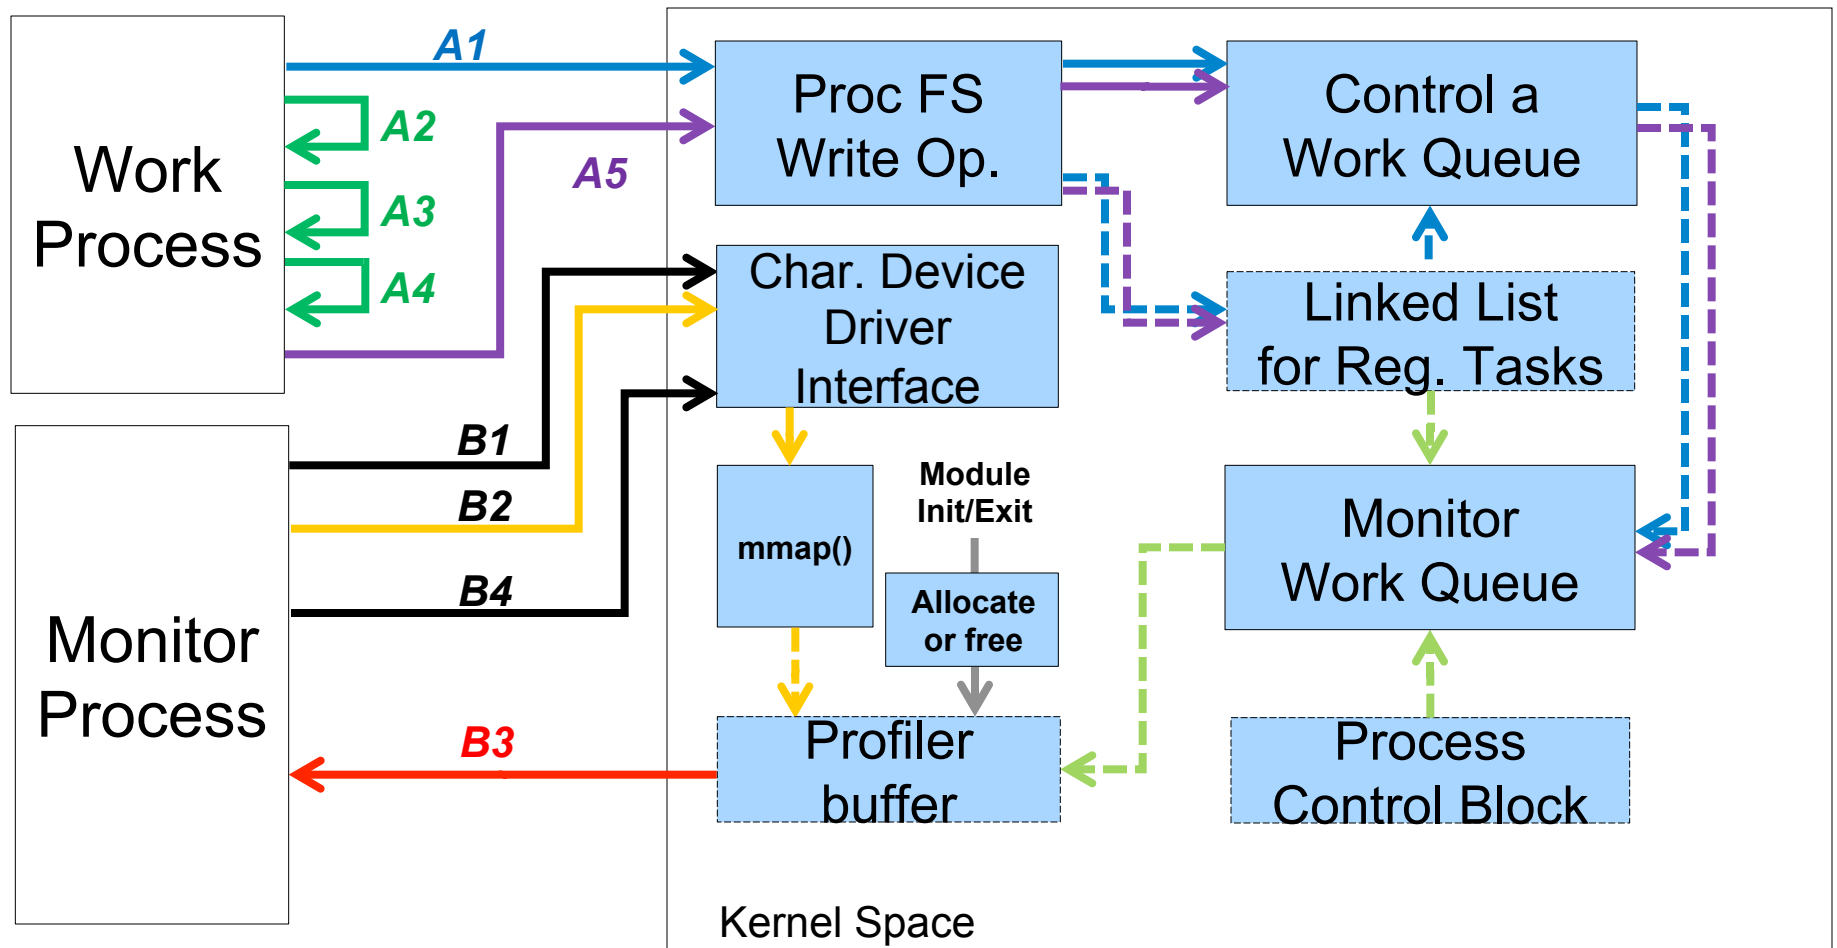 Work
Process
A1
A2
A3
A4
A5
Proc FS
Write Op.
Control a
Work Queue
Char. Device
Driver
Interface
Linked List
for Reg. Tasks
Monitor
Process
B1
B2
B4
B3
mmap()
Module
Init/Exit
Allocate
or free
Monitor
Work Queue
Profiler
buffer
Process
Control Block
Kernel Space